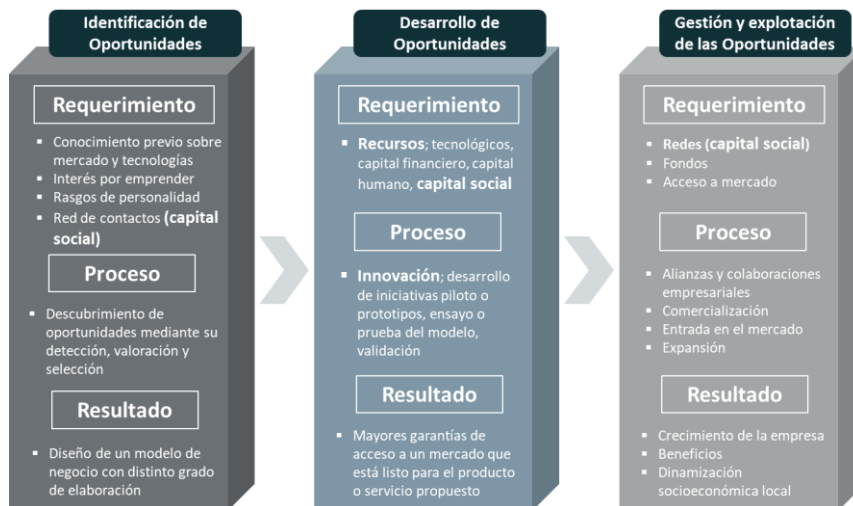 Identificación de
Oportunidades
Requerimiento
▪ Conocimiento previo sobre
mercado y tecnologías
▪ Interés por emprender
▪ Rasgos de personalidad
▪ Red de contactos (capital
social)
Proceso
▪ Descubrimiento de
oportunidades mediante su
detección, valoración y
selección
Resultado
▪ Diseño de un modelo de
negocio con distinto grado
de elaboración
Desarrollo de
Oportunidades
Requerimiento
▪ Recursos; tecnológicos,
capital financiero, capital
humano, capital social
Proceso
▪ Innovación; desarrollo
de iniciativas piloto o
prototipos, ensayo o
prueba del modelo,
validación
Resultado
▪ Mayores garantías de
acceso a un mercado que
está listo para el producto
o servicio propuesto
Gestión y explotación
de las Oportunidades
Requerimiento
▪ Redes (capital social)
▪ Fondos
▪ Acceso a mercado
Proceso
▪ Alianzas y colaboraciones
empresariales
▪ Comercialización
▪ Entrada en el mercado
▪ Expansión
Resultado
▪ Crecimiento de la empresa
▪ Beneficios
▪ Dinamización
socioeconómica local